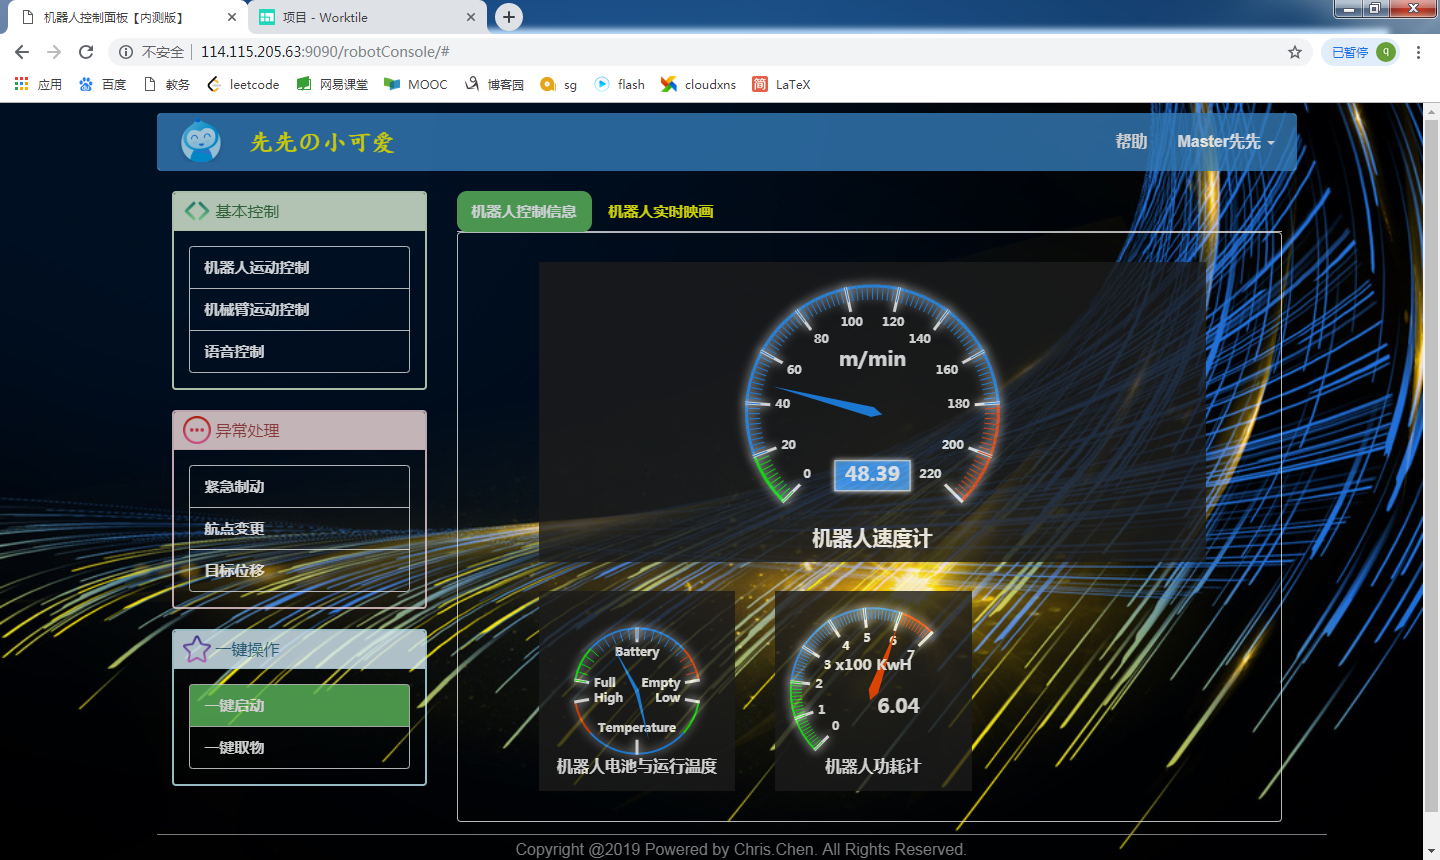 机器人控制面板【内测版】
项目 - Worktile
不安全 | 114.115.205.63:9090/robotConsole/#
已暂停 q
应用 百度 教务 leetcode 网易课堂 MOOC 博客园 sg flash cloudxns 简 LaTeX
先先の小可爱
帮助 Master先先
基本控制
机器人运动控制
机械臂运动控制
语音控制
异常处理
紧急制动
航点变更
目标位移
一键操作
一键启动
一键取物
机器人控制信息 机器人实时映画
0 20 40 60 80 100 120 140 160 180 200 220
m/min
48.39
机器人速度计
Battery
Full Empty
High Low
Temperature
机器人电池与运行温度
0 1 2 3 4 5 6 7
x100 KwH
6.04
机器人功耗计
Copyright @2019 Powered by Chris.Chen. All Rights Reserved.